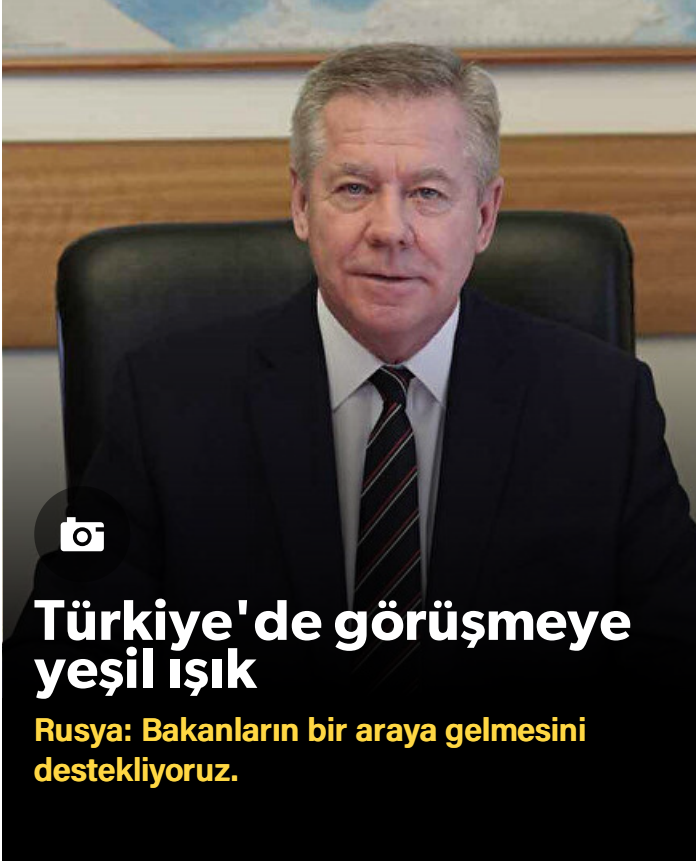 Türkiye'de görüşmeye
yeşil ışık
Rusya: Bakanların bir araya gelmesini
destekliyoruz.